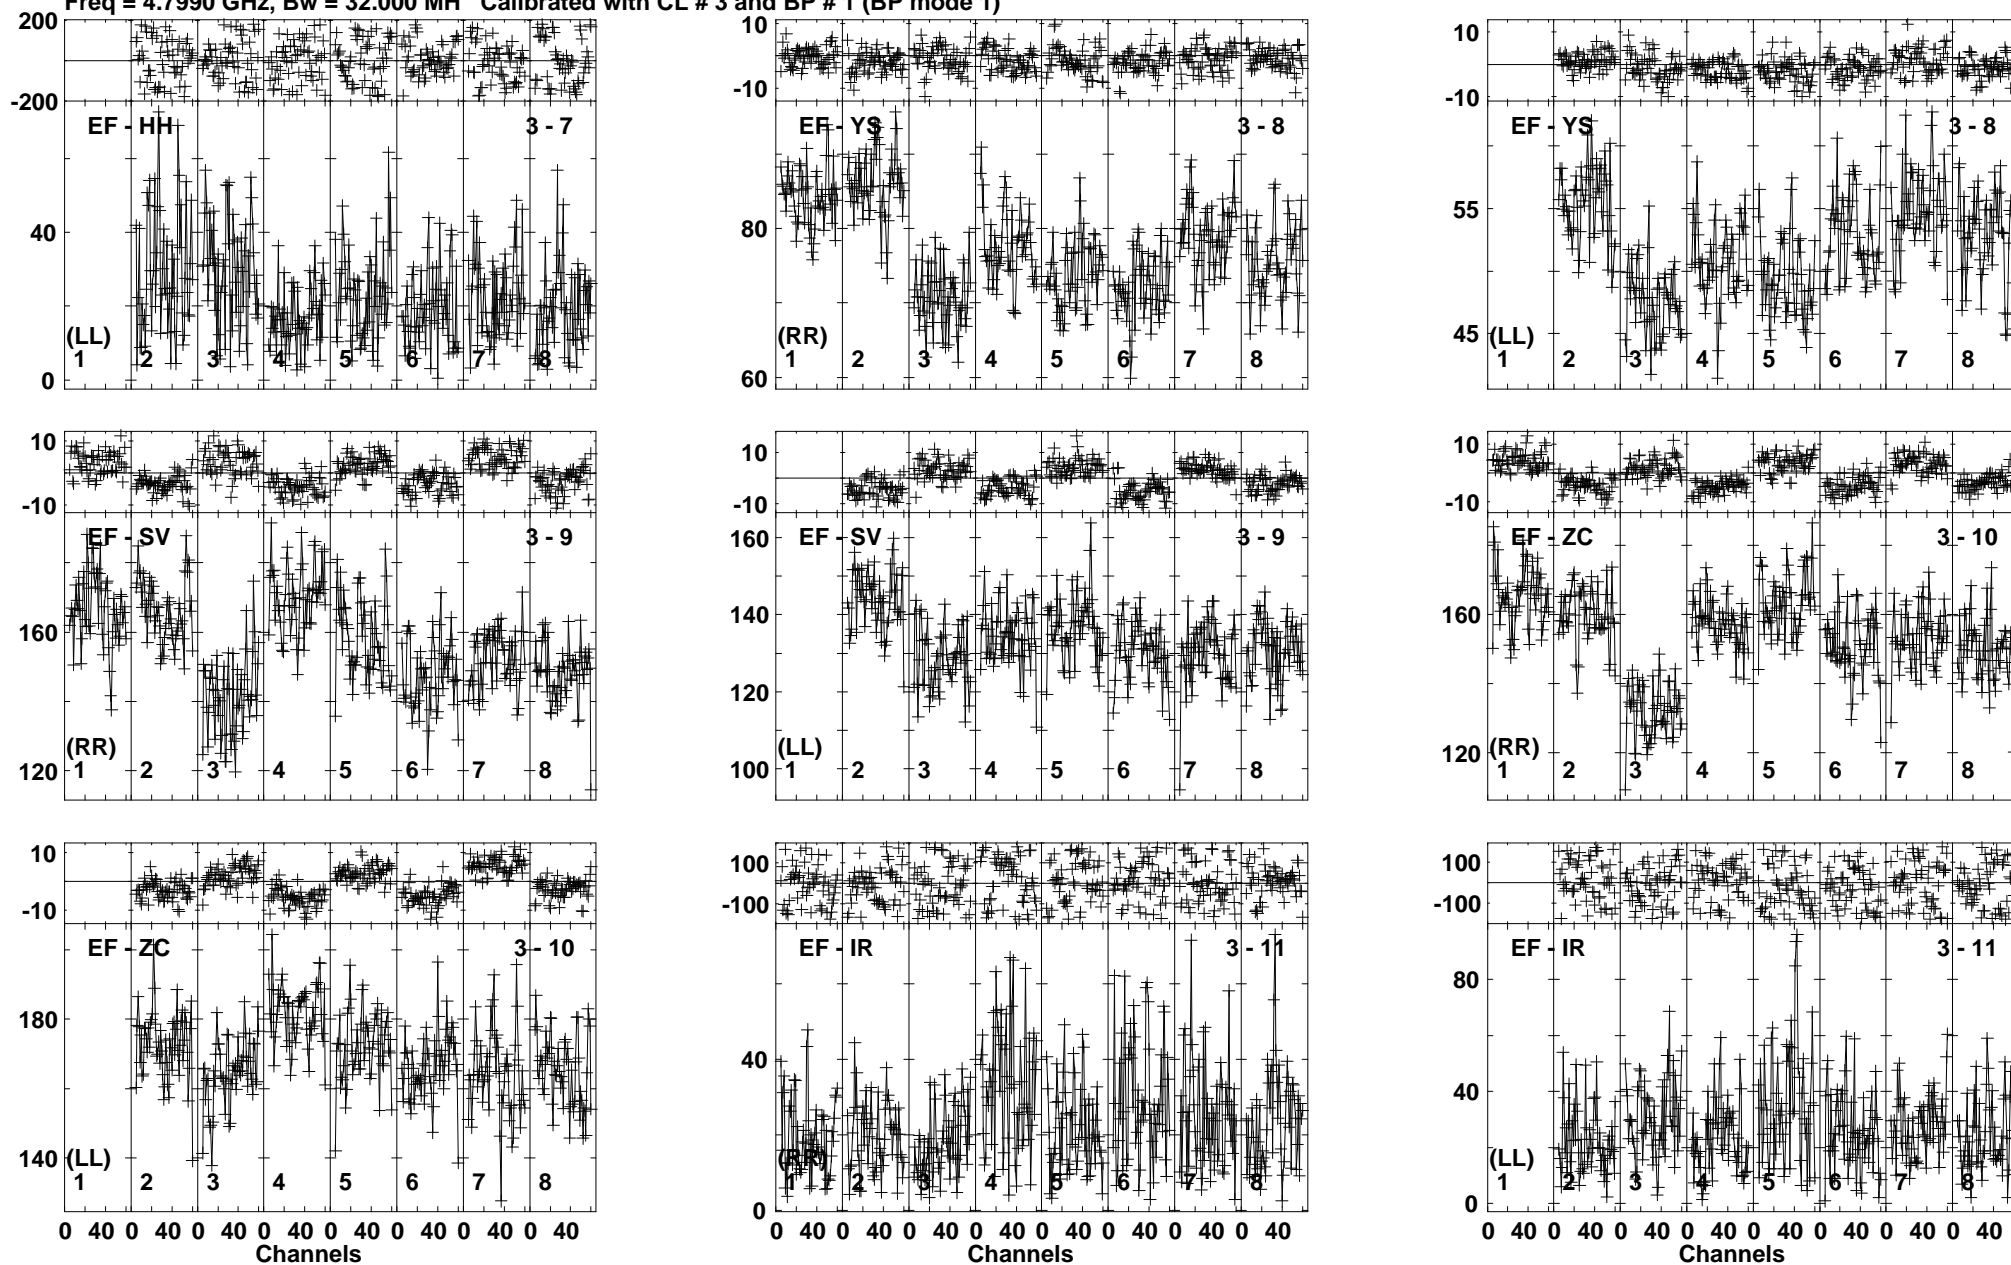 Freq = 4.7990 GHz, Bw = 32.000 MH Calibrated with CL # 3 and BP # 1 (BP mode 1)
200
-200
EF - HH 3 - 7
40
0
(LL)
1 2 3 4 5 6 7 8
10
-10
EF - YS 3 - 8
80
60
(RR)
1 2 3 4 5 6 7 8
10
-10
EF - YS 3 - 8
55
45
(LL)
1 2 3 4 5 6 7 8
10
-10
EF - SV 3 - 9
160
120
(RR)
1 2 3 4 5 6 7 8
10
-10
EF - SV 3 - 9
160
140
120
100
(LL)
1 2 3 4 5 6 7 8
10
-10
EF - ZC 3 - 10
160
120
(RR)
1 2 3 4 5 6 7 8
10
-10
EF - ZC 3 - 10
180
140
(LL)
1 2 3 4 5 6 7 8
0 40 0 40 0 40 0 40 0 40 0 40 0 40 0 40
Channels
100
-100
EF - IR 3 - 11
40
0
(RR)
1 2 3 4 5 6 7 8
0 40 0 40 0 40 0 40 0 40 0 40 0 40 0 40
Channels
100
-100
EF - IR 3 - 11
80
40
0
(LL)
1 2 3 4 5 6 7 8
0 40 0 40 0 40 0 40 0 40 0 40 0 40 0 40
Channels